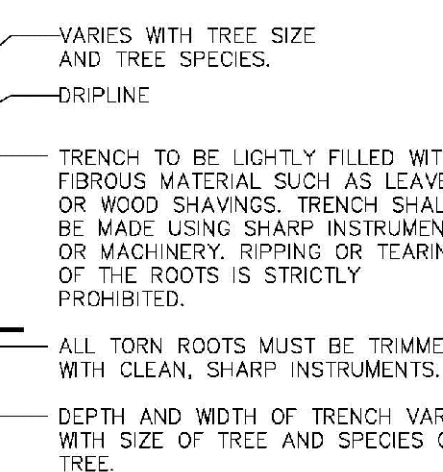 VARIES WITH TREE SIZE
AND TREE SPECIES.
DRIPLINE
TRENCH TO BE LIGHTLY FILLED WIT
FIBROUS MATERIAL SUCH AS LEAVE
OR WOOD SHAVINGS. TRENCH SHAL
BE MADE USING SHARP INSTRUMEN
OR MACHINERY. RIPPING OR TEARIN
OF THE ROOTS IS STRICTLY
PROHIBITED.
ALL TORN ROOTS MUST BE TRIMME
WITH CLEAN, SHARP INSTRUMENTS.
DEPTH AND WIDTH OF TRENCH VAR
WITH SIZE OF TREE AND SPECIES O
TREE.